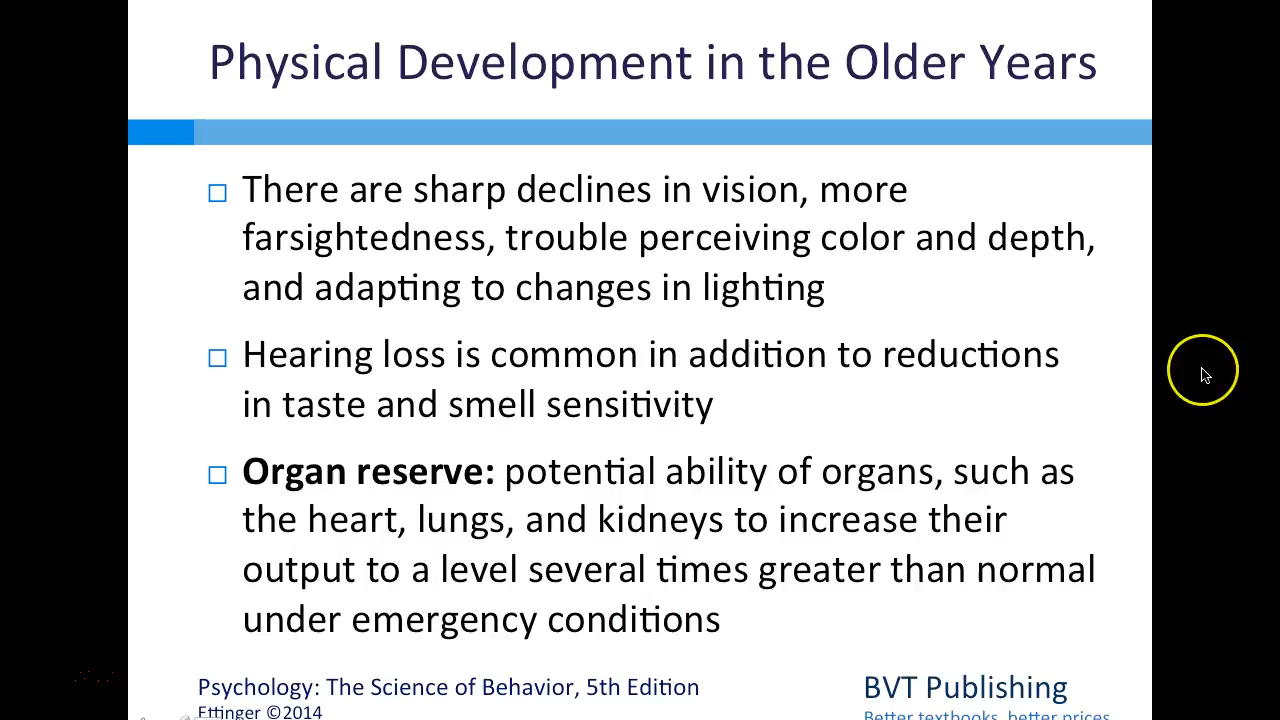 Physical Development in the Older Years
There are sharp declines in vision, more
farsightedness, trouble perceiving color and depth,
and adapting to changes in lighting
Hearing loss is common in addition to reductions
in taste and smell sensitivity
Organ reserve: potential ability of organs, such as
the heart, lungs, and kidneys to increase their
output to a level several times greater than normal
under emergency conditions
Psychology: The Science of Behavior, 5th Edition
BVT Publishing
Ettinger ©2014
Better textbooks, better prices